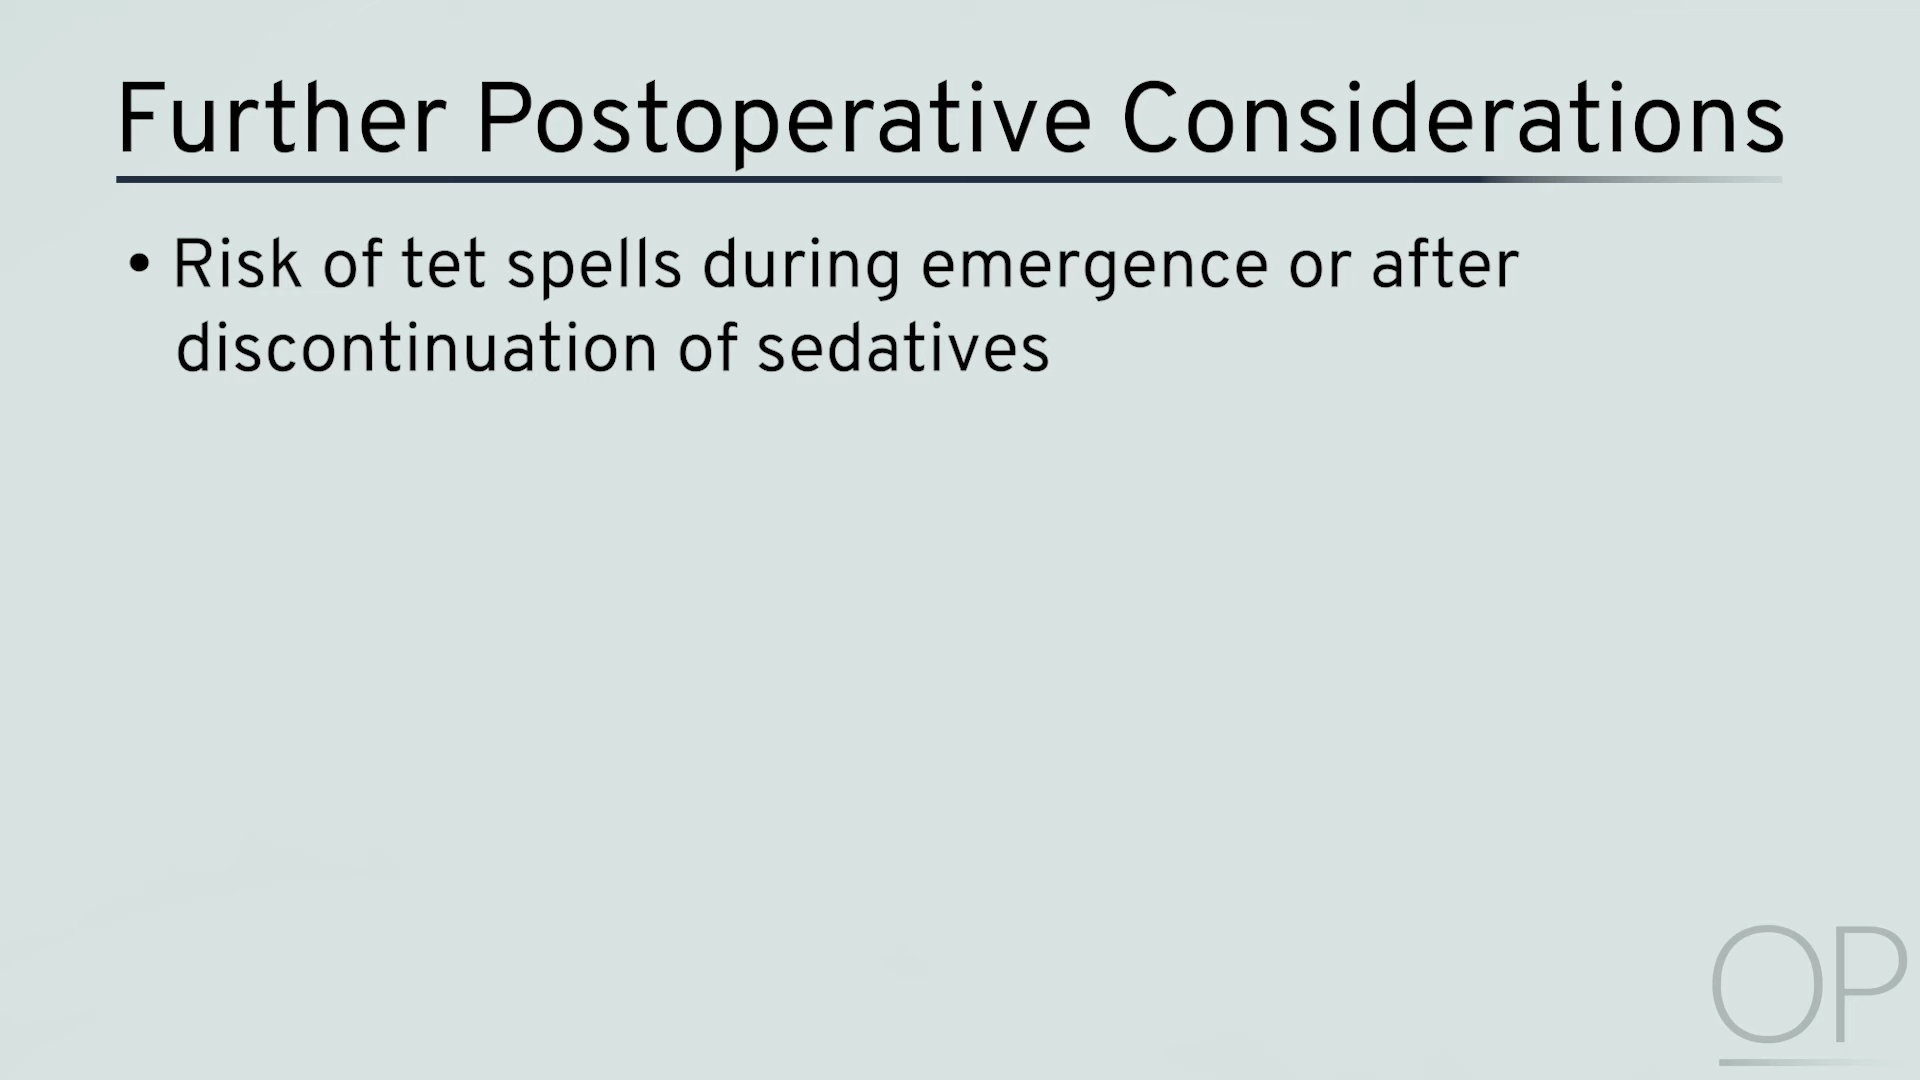 Further Postoperative Considerations
• Risk of tet spells during emergence or after
discontinuation of sedatives
OP